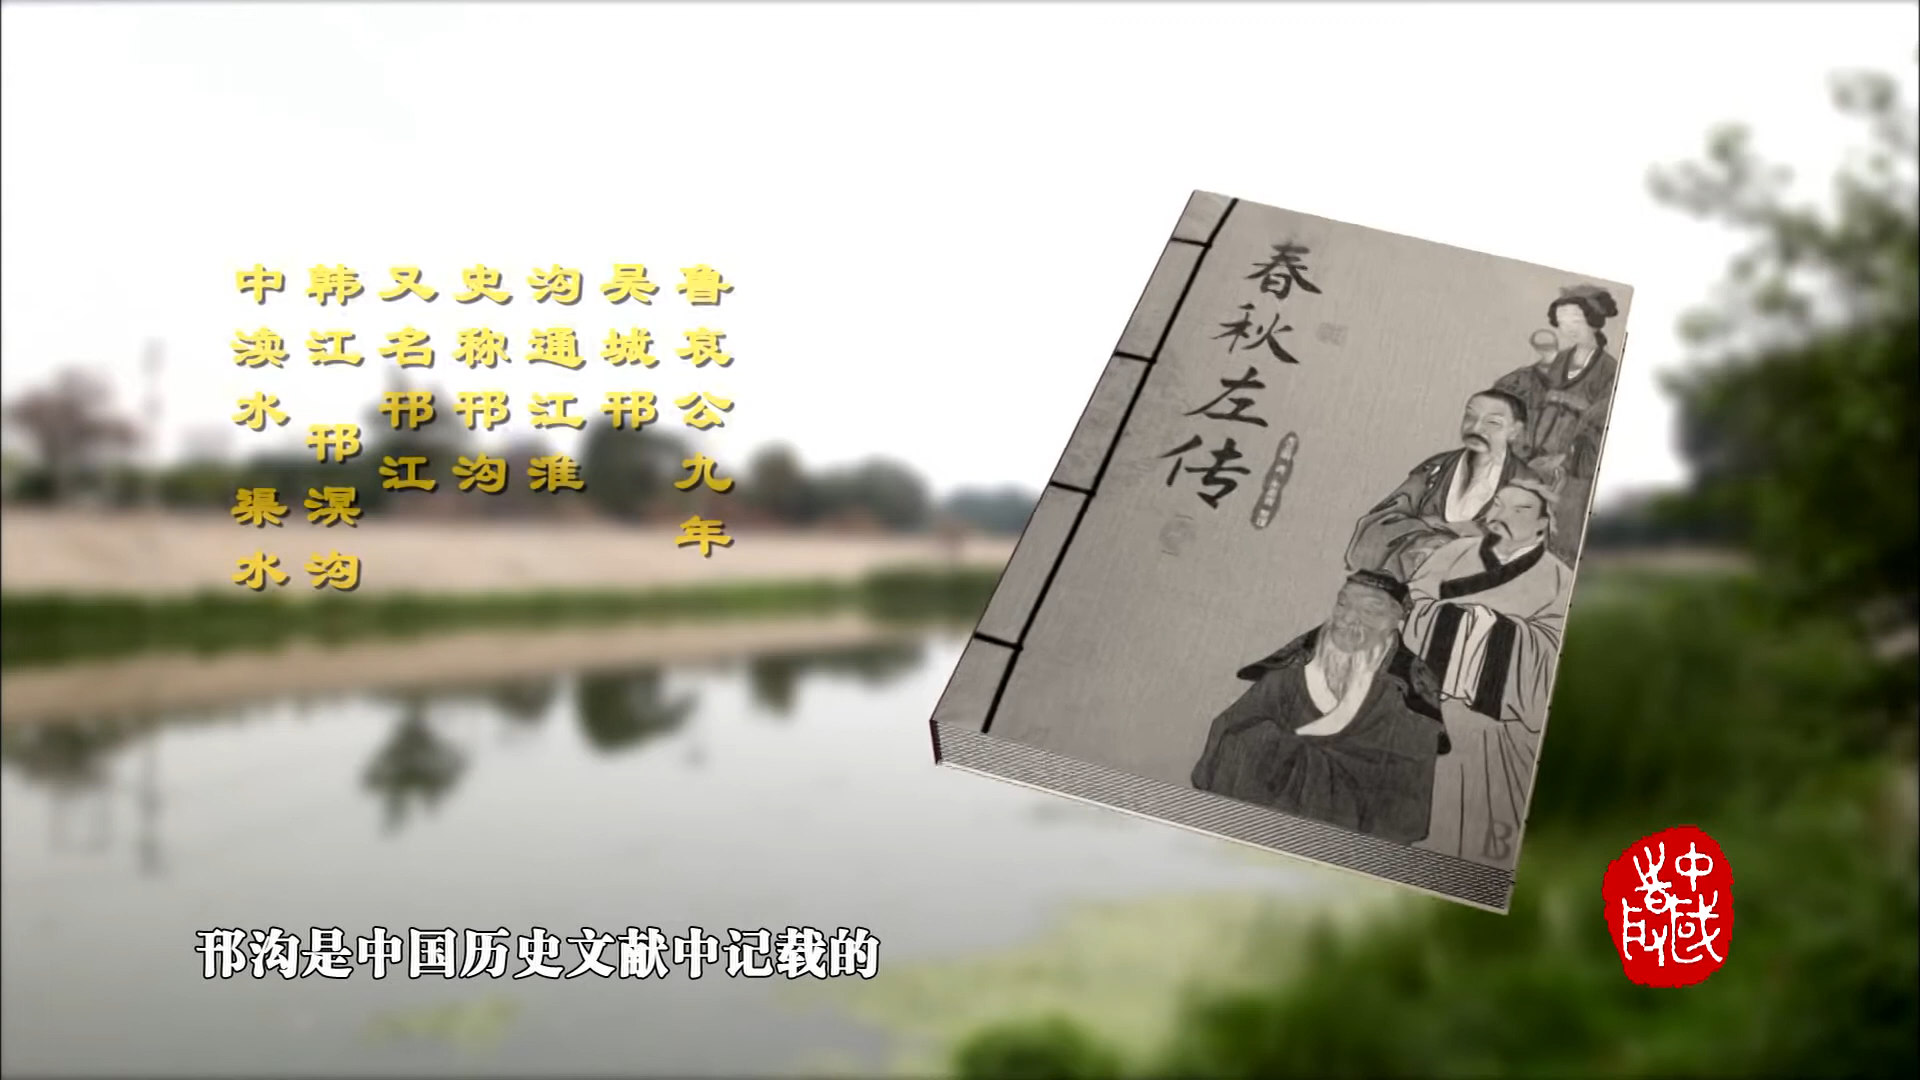 鲁哀公九年
吴城邗
沟通江淮
史称邗沟
又名邗江
韩江 邗溟沟
中渎水 渠水
春秋左传
B
邗沟是中国历史文献中记载的